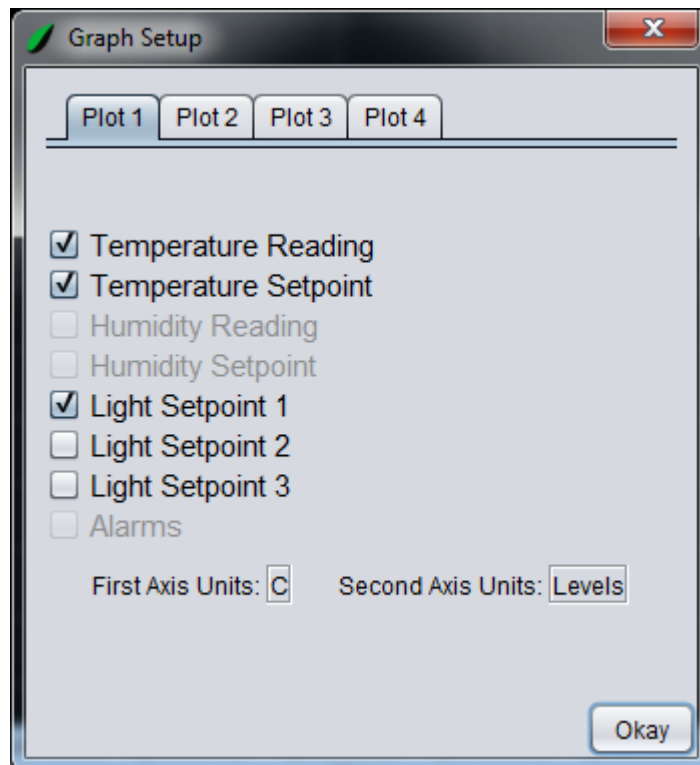 Graph Setup
Plot 1 Plot 2 Plot 3 Plot 4
Temperature Reading
Temperature Setpoint
Humidity Reading
Humidity Setpoint
Light Setpoint 1
Light Setpoint 2
Light Setpoint 3
Alarms
First Axis Units: C Second Axis Units: Levels
Okay